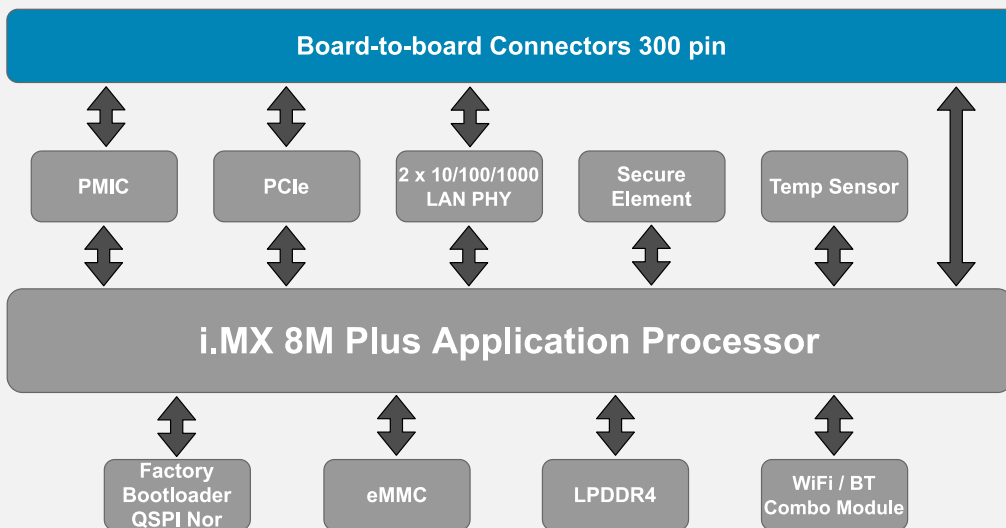 Board-to-board Connectors 300 pin
PMIC
PCIe
2 x 10/100/1000
LAN PHY
Secure
Element
Temp Sensor
i.MX 8M Plus Application Processor
Factory
Bootloader
QSPI Nor
eMMC
LPDDR4
WiFi / BT
Combo Module